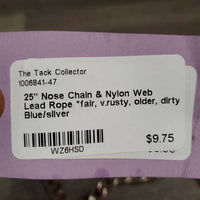 The Tack Collector
1006841-47
25" Nose Chain & Nylon Web
Lead Rope *fair, v.rusty, older, dirty
Blue/silver
$9.75
WZ6HSD